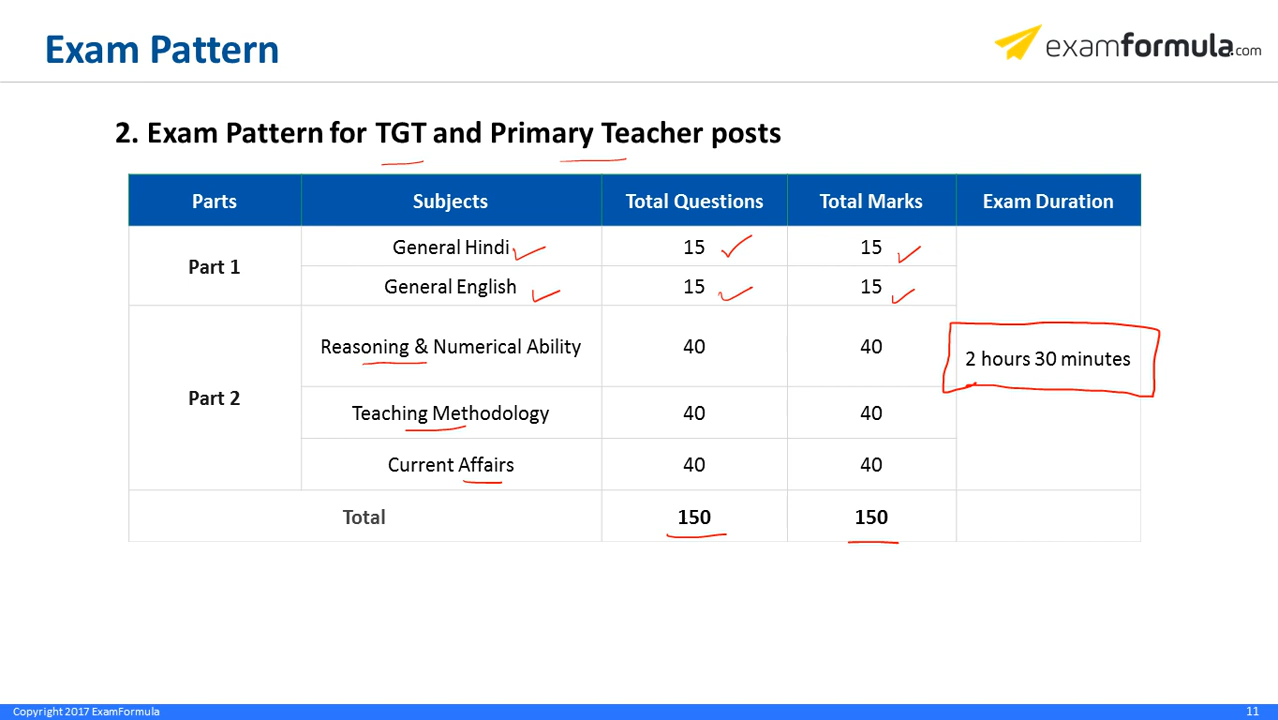 Exam Pattern
examformula.com
2. Exam Pattern for TGT and Primary Teacher posts
Parts Subjects Total Questions Total Marks Exam Duration
Part 1
General Hindi 15 15
General English 15 15
Part 2
Reasoning & Numerical Ability 40 40
2 hours 30 minutes
Teaching Methodology 40 40
Current Affairs 40 40
Total 150 150
Copyright 2017 ExamFormula 11